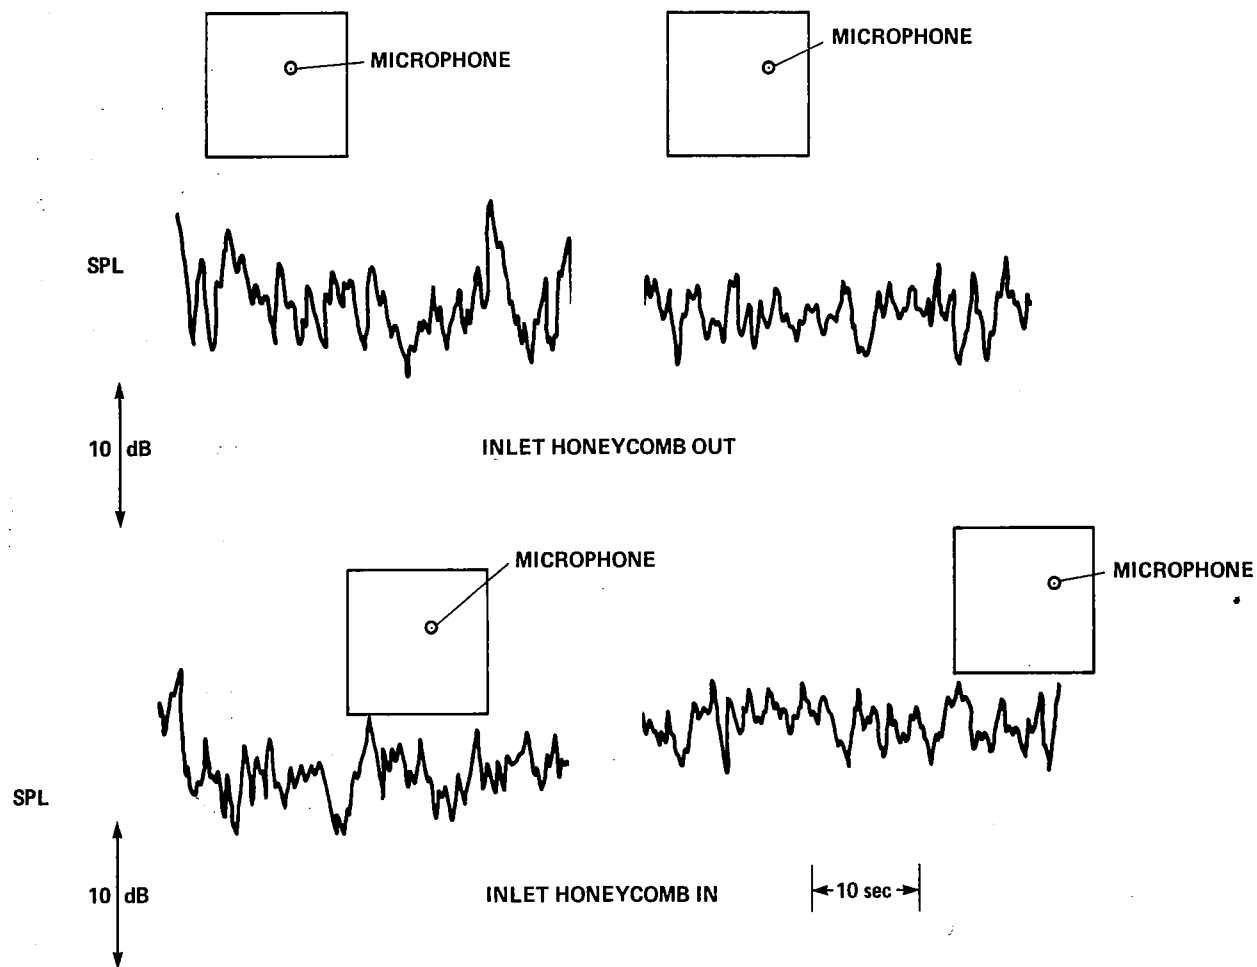 MICROPHONE
MICROPHONE
SPL
10 dB
INLET HONEYCOMB OUT
MICROPHONE
MICROPHONE
SPL
10 dB
INLET HONEYCOMB IN
10 sec